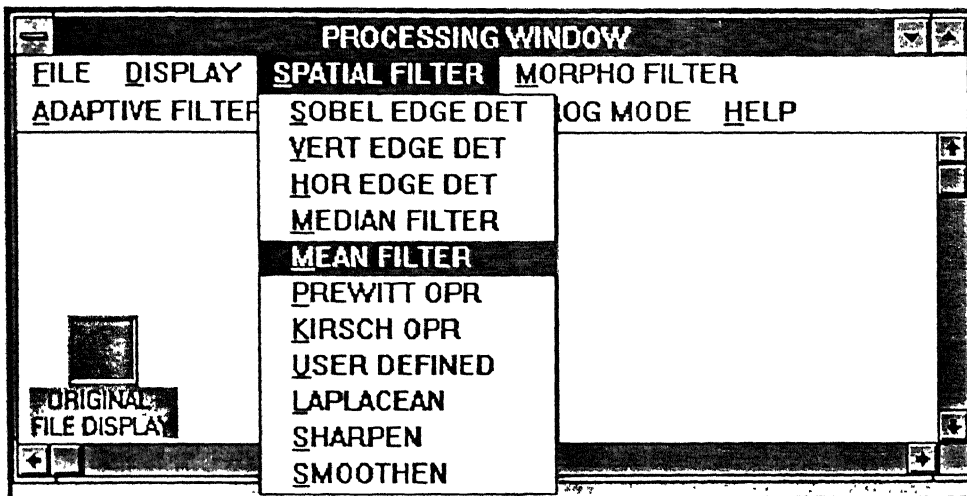 PROCESSING WINDOW
FILE DISPLAY SPATIAL FILTER MORPHO FILTER
ADAPTIVE FILTER OG MODE HELP
SOBEL EDGE DET
VERT EDGE DET
HOR EDGE DET
MEDIAN FILTER
MEAN FILTER
PREWITT OPR
KIRSCH OPR
USER DEFINED
LAPLACEAN
SHARPEN
SMOOTHEN
ORIGINAL
FILE DISPLAY